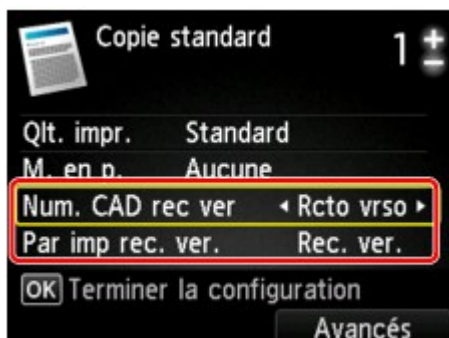 Copie standard
1 +
-
Qlt. impr. Standard
M. en p. Aucune
Num. CAD rec ver Rcto vrso
Par imp rec. ver. Rec. ver.
OK Terminer la configuration
Avancés